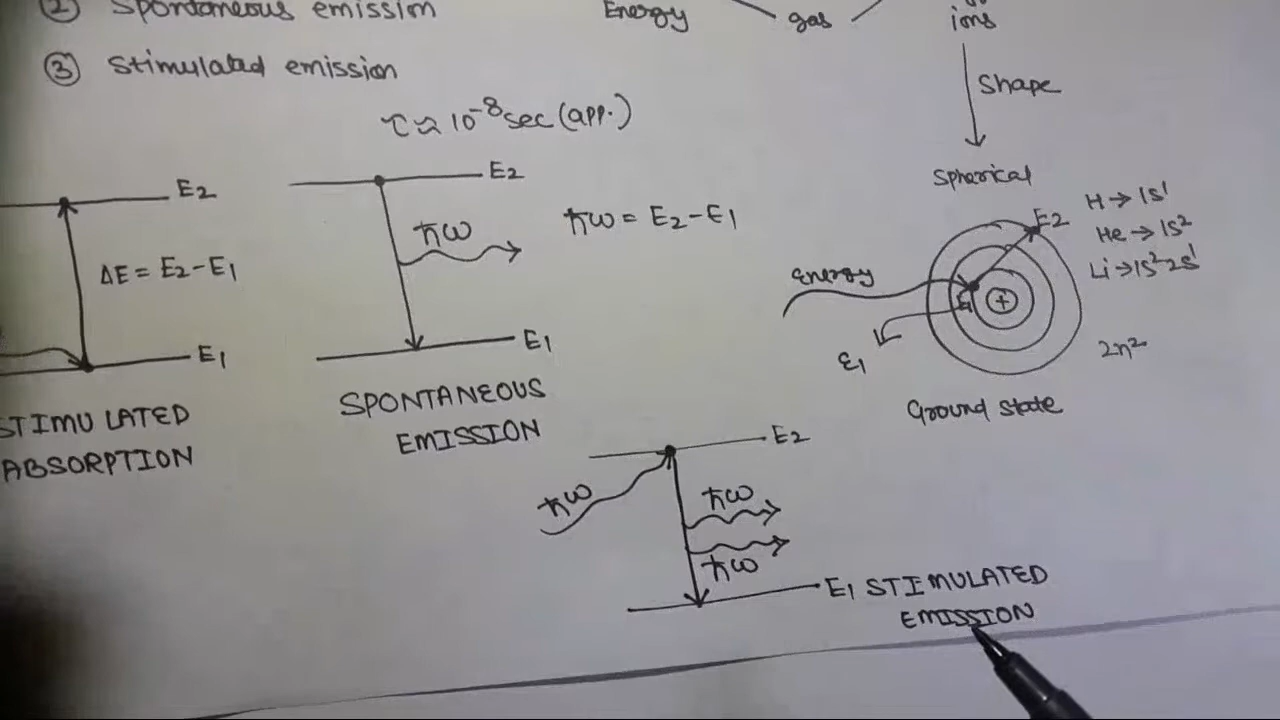 ② Spontaneous emission
③ Stimulated emission
Energy
gas
ions
Shape
Spherical
τ ≈ 10⁻⁸ sec (app.)
E₂
ΔE = E₂-E₁
E₁
STIMULATED
ABSORPTION
E₂
ħω
ħω = E₂-E₁
E₁
SPONTANEOUS
EMISSION
E₂
H → 1s¹
He → 1s²
Li → 1s² 2s¹
Energy
E₁
2n²
Ground state
E₂
ħω
ħω
ħω
E₁ STIMULATED
EMISSION